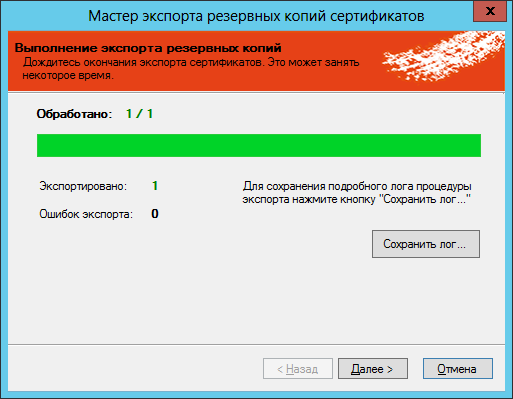 Мастер экспорта резервных копий сертификатов
x
Выполнение экспорта резервных копий
Дождитесь окончания экспорта сертификатов. Это может занять
некоторое время.
Обработано: 1 / 1
Экспортировано: 1
Для сохранения подробного лога процедуры
экспорта нажмите кнопку "Сохранить лог..."
Ошибок экспорта: 0
Сохранить лог...
< Назад
Далее >
Отмена